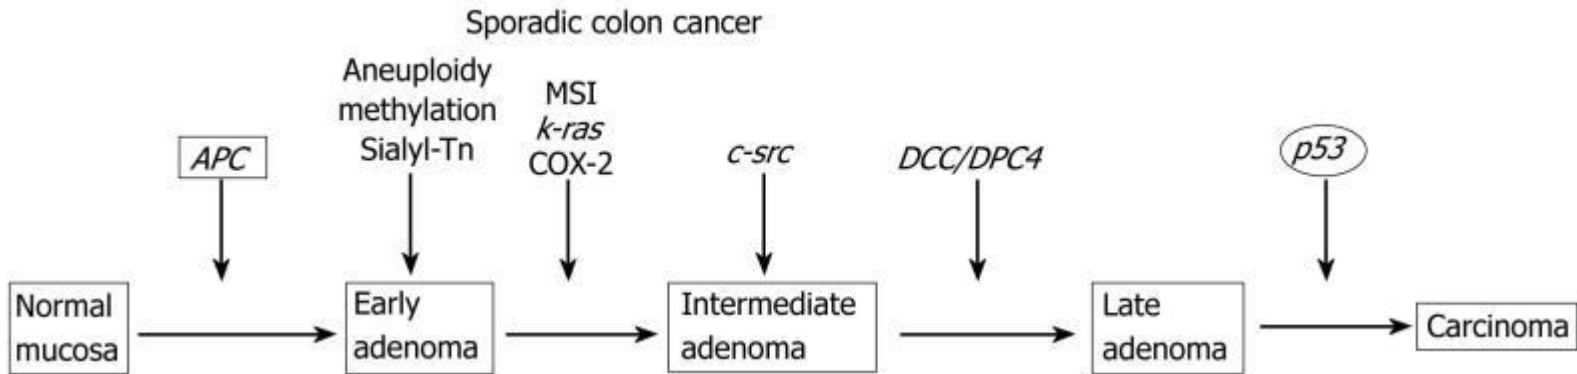 Sporadic colon cancer
APC
Aneuploidy
methylation
Sialyl-Tn
MSI
k-ras
COX-2
c-src
DCC/DPC4
p53
Normal
mucosa
Early
adenoma
Intermediate
adenoma
Late
adenoma
Carcinoma